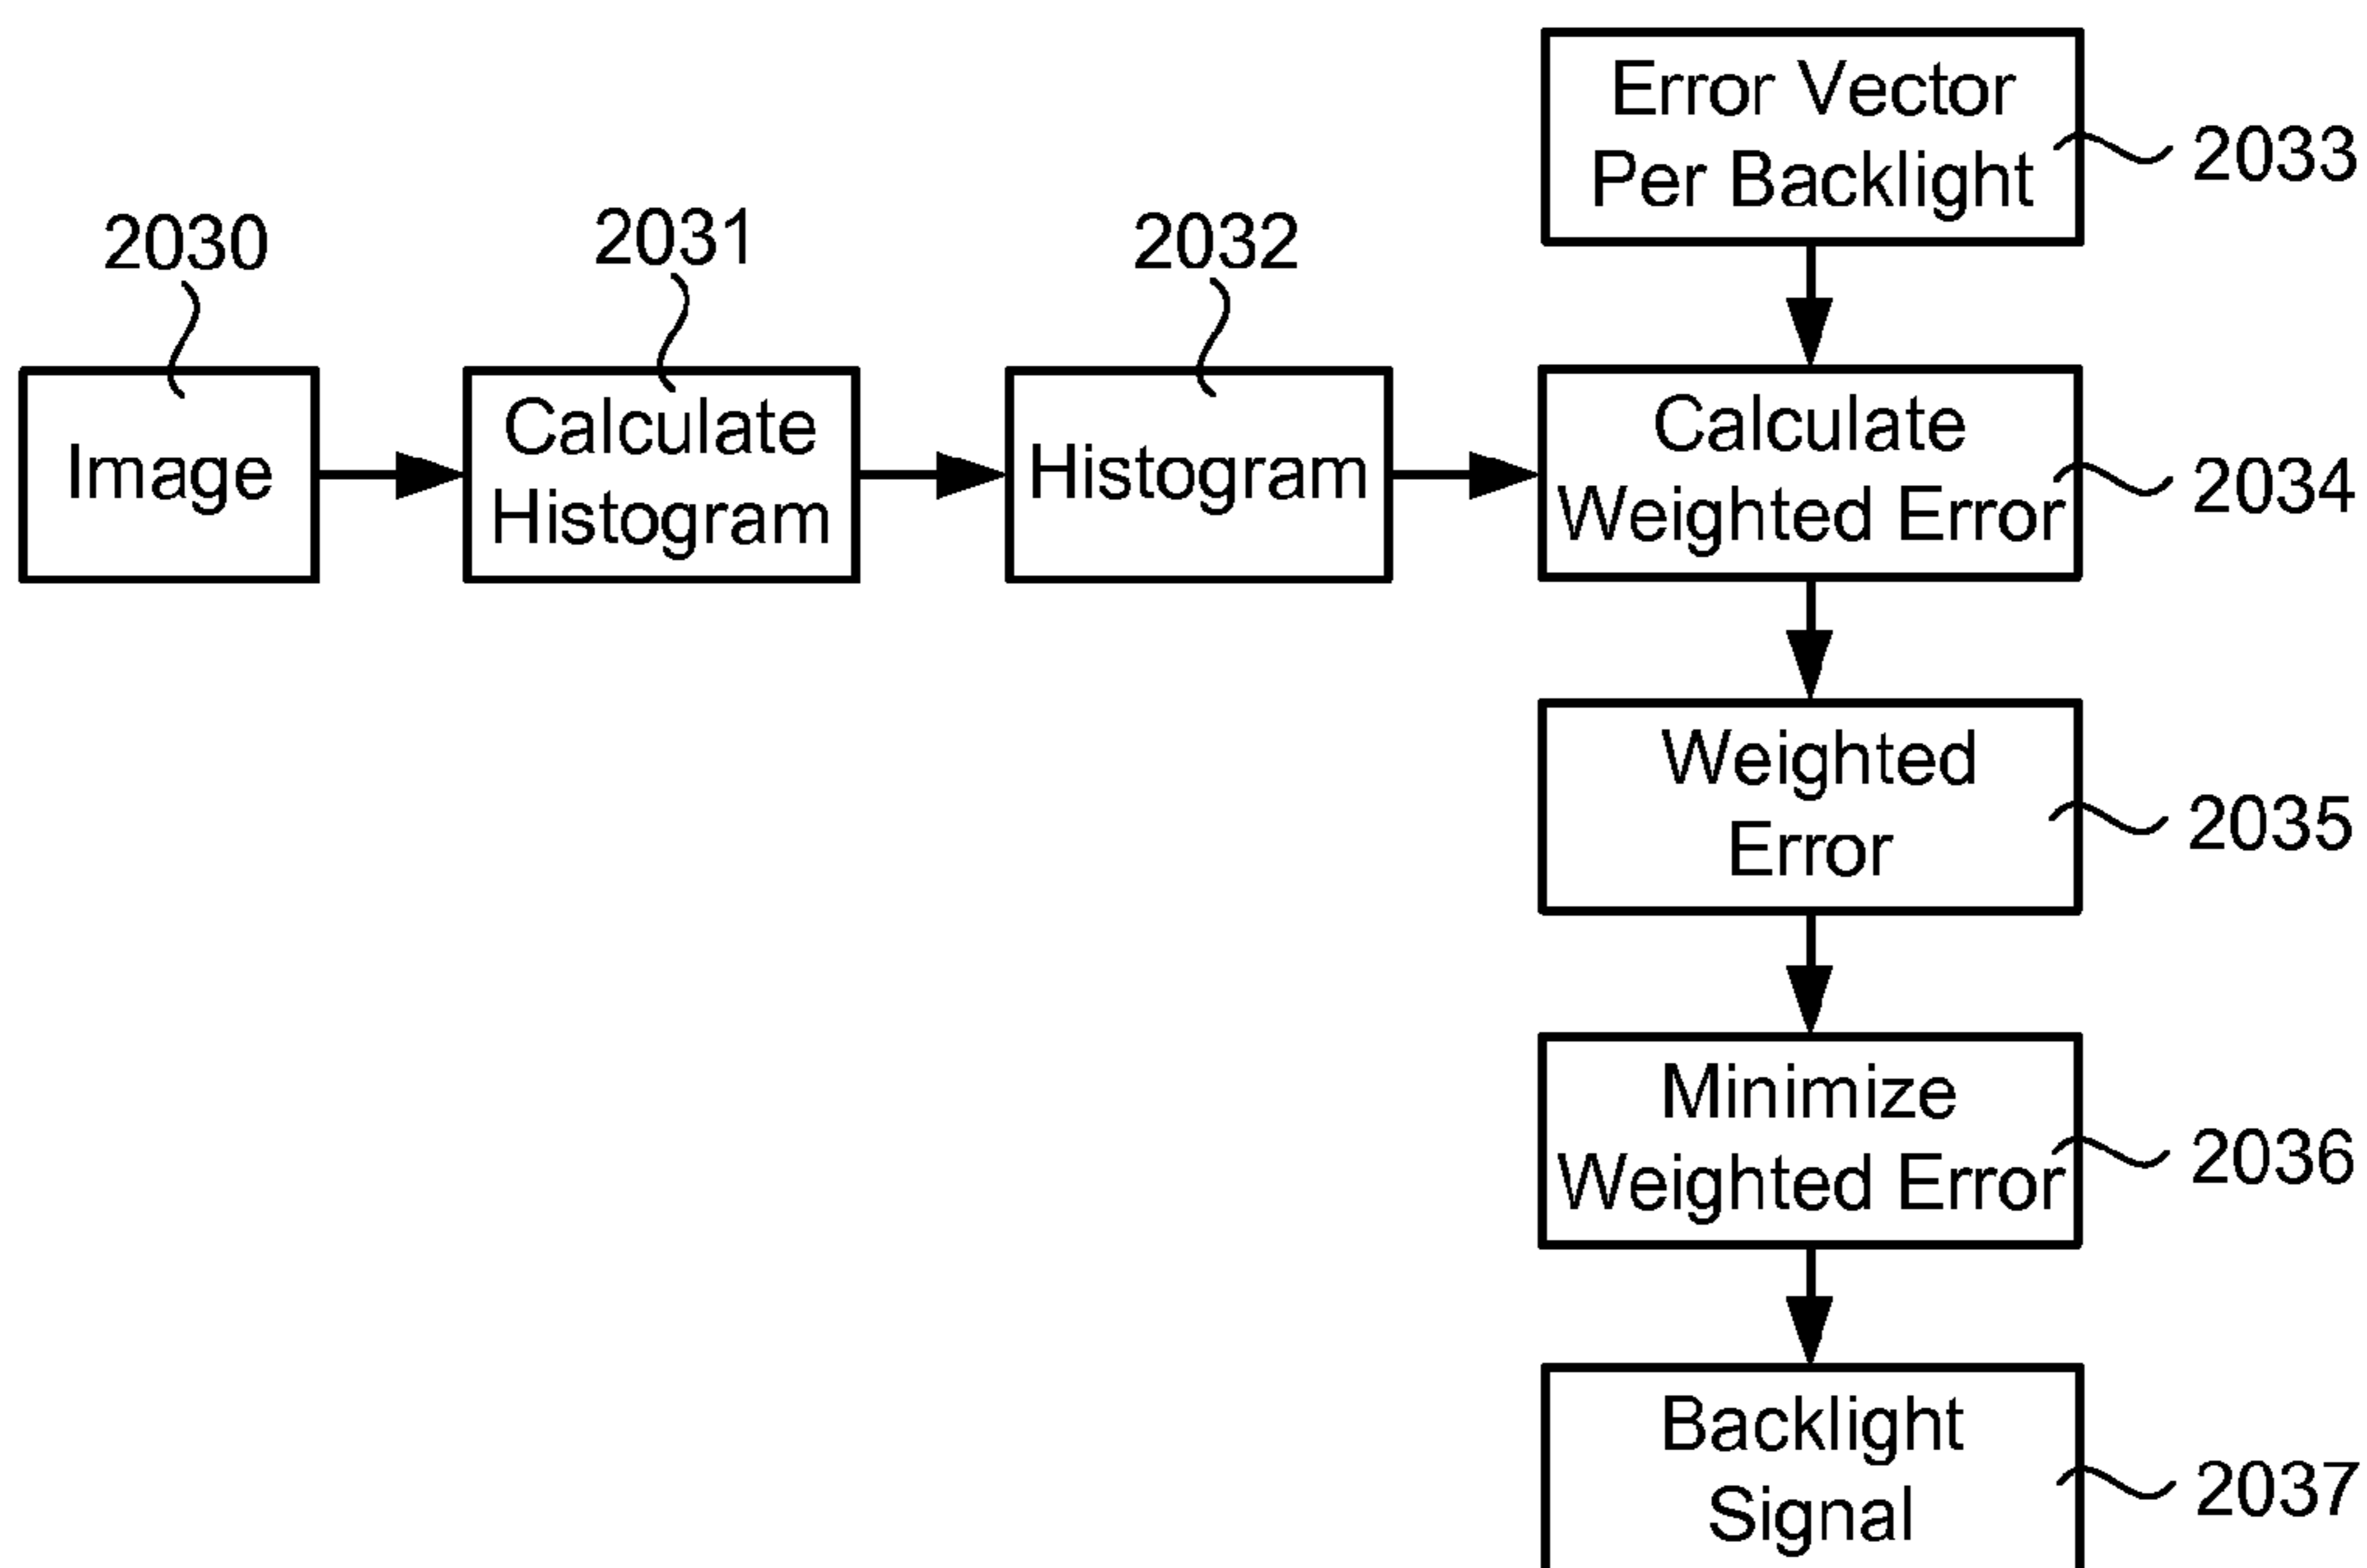 Error Vector
Per Backlight
2033
2030
2031
2032
Image
Calculate
Histogram
Histogram
Calculate
Weighted Error
2034
Weighted
Error
2035
Minimize
Weighted Error
2036
Backlight
Signal
2037